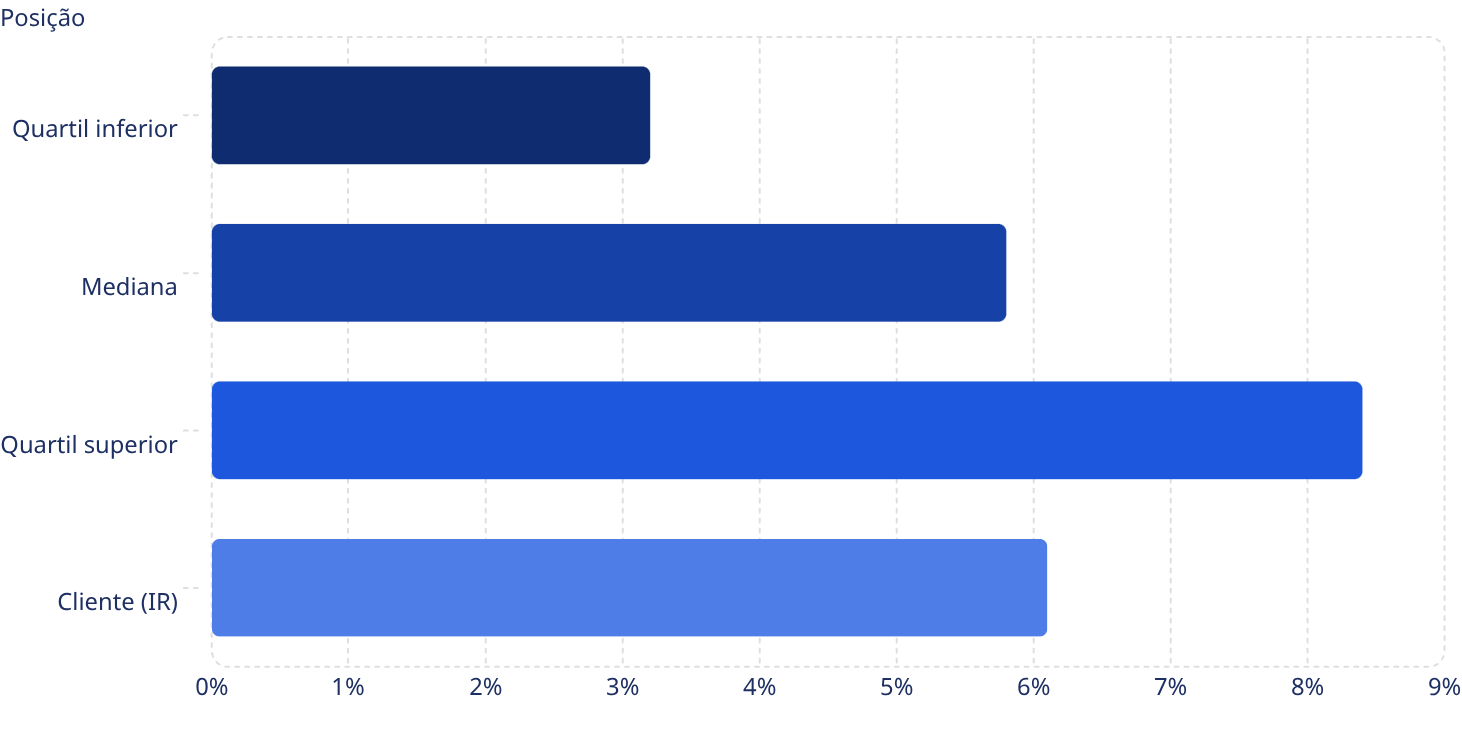 Posição
Quartil inferior
Mediana
Quartil superior
Cliente (IR)
0% 1% 2% 3% 4% 5% 6% 7% 8% 9%